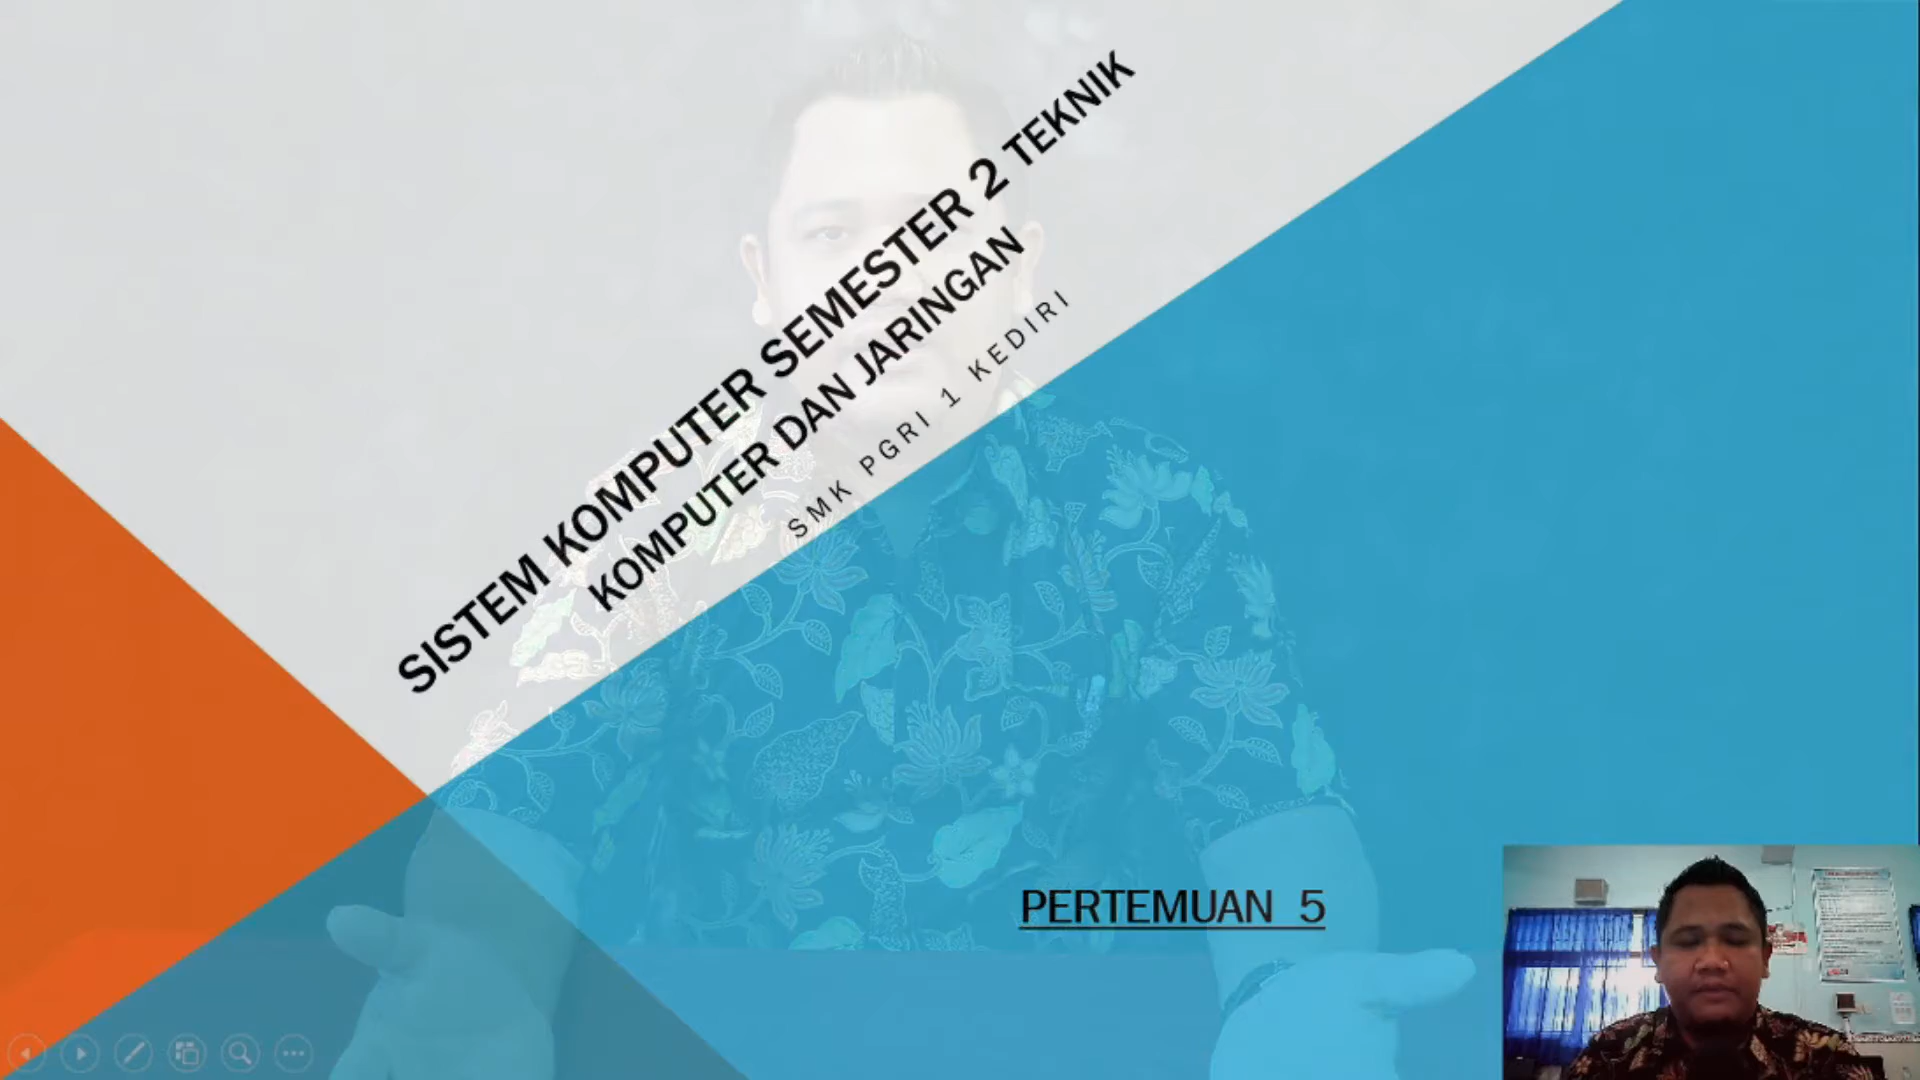 SISTEM KOMPUTER SEMESTER 2 TEKNIK
KOMPUTER DAN JARINGAN
SMK PGRI 1 KEDIRI
PERTEMUAN 5